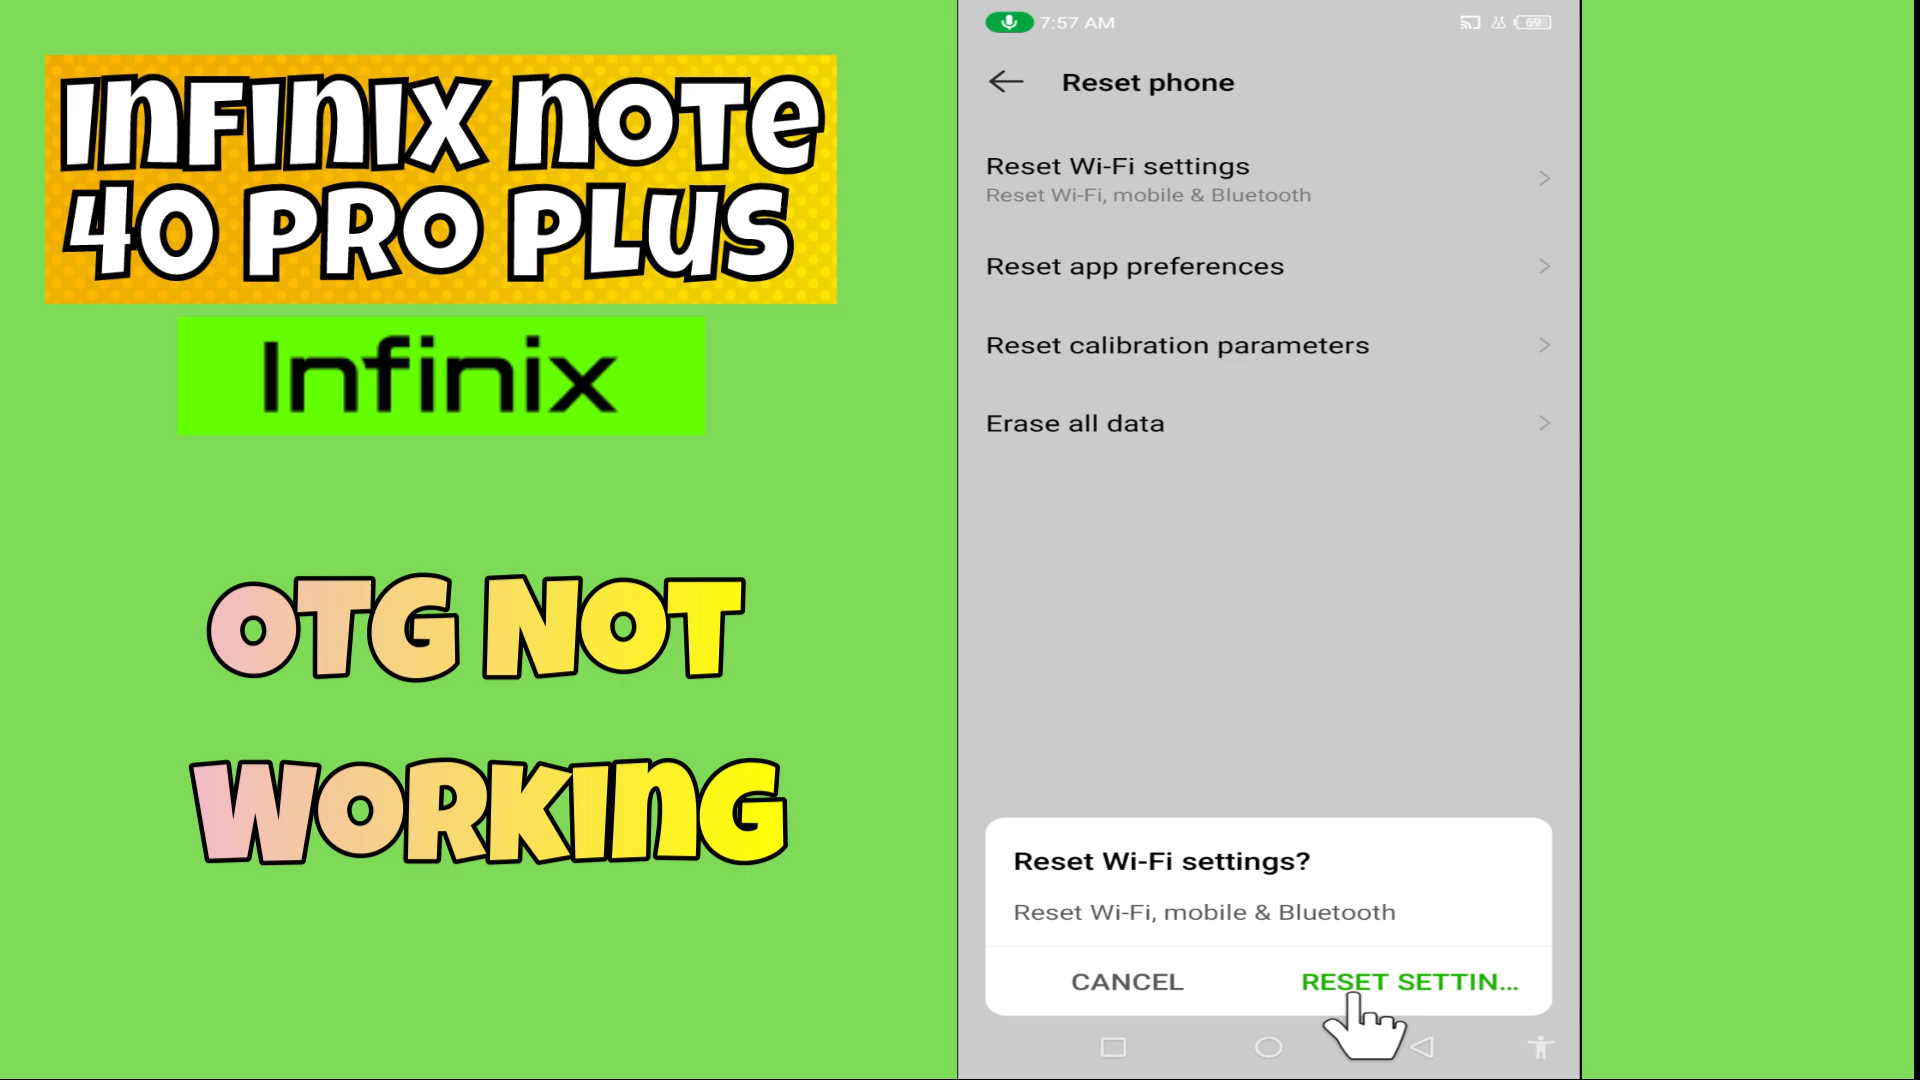 INFINIX NOTE
40 PRO PLUS
Infinix
OTG NOT
WORKING
7:57 AM
69
Reset phone
Reset Wi-Fi settings
Reset Wi-Fi, mobile & Bluetooth
Reset app preferences
Reset calibration parameters
Erase all data
Reset Wi-Fi settings?
Reset Wi-Fi, mobile & Bluetooth
CANCEL RESET SETTIN...